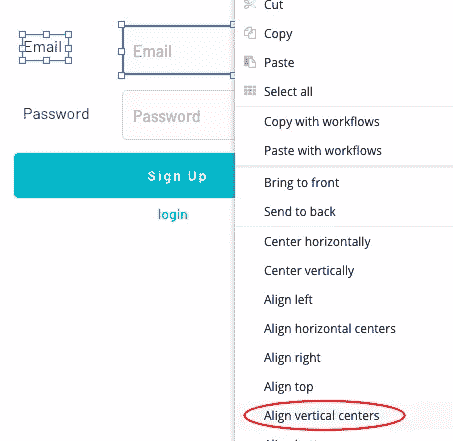 Email
Email
Password
Password
Sign Up
login
Cut
Copy
Paste
Select all
Copy with workflows
Paste with workflows
Bring to front
Send to back
Center horizontally
Center vertically
Align left
Align horizontal centers
Align right
Align top
Align vertical centers